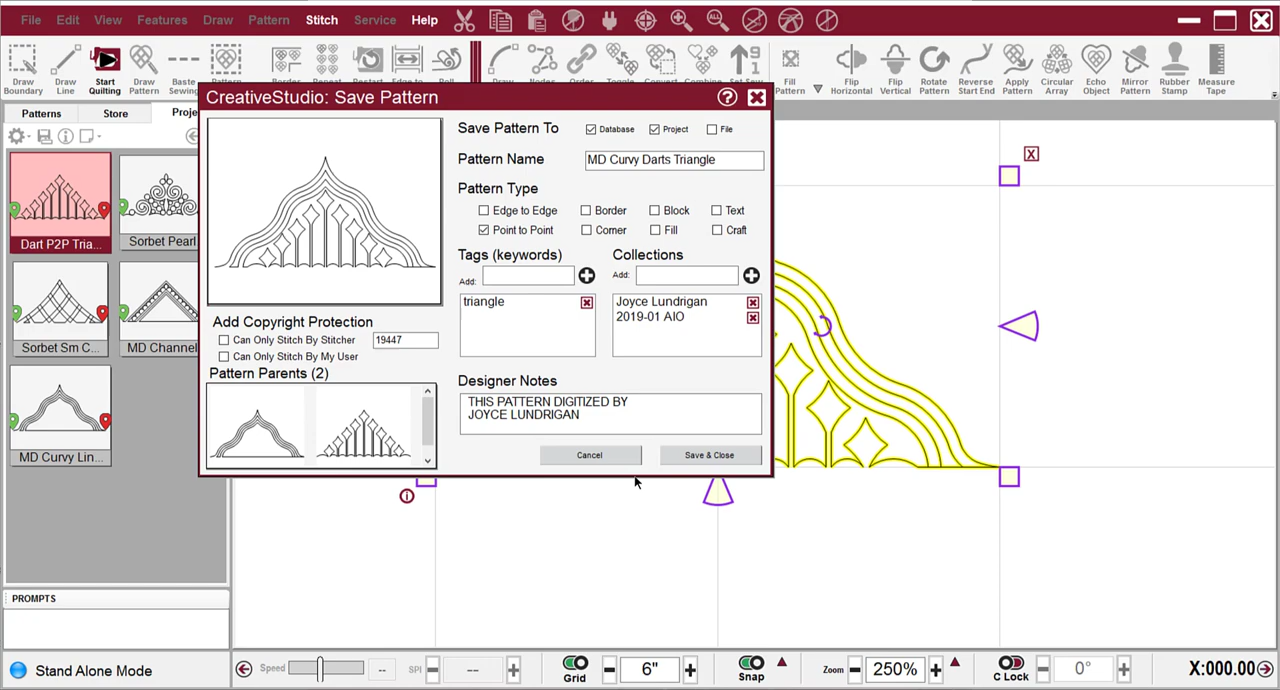 File Edit View Features Draw Pattern Stitch Service Help
Draw Boundary
Draw Line
Start Quilting
Draw Pattern
Baste Sewing
Fill Pattern
Flip Horizontal
Flip Vertical
Rotate Pattern
Reverse Start End
Apply Pattern
Circular Array
Echo Object
Mirror Pattern
Rubber Stamp
Measure Tape
Patterns Store
Dart P2P Tria...
Sorbet Pearl
Sorbet Sm C...
MD Channel
MD Curvy Lin...
CreativeStudio: Save Pattern
Save Pattern To Database Project File
Pattern Name MD Curvy Darts Triangle
Pattern Type
Edge to Edge Border Block Text
Point to Point Corner Fill Craft
Tags (keywords) Collections
Add: Add:
triangle
Joyce Lundrigan
2019-01 AIO
Add Copyright Protection
Can Only Stitch By Stitcher 19447
Can Only Stitch By My User
Pattern Parents (2)
Designer Notes
THIS PATTERN DIGITIZED BY
JOYCE LUNDRIGAN
Cancel Save & Close
PROMPTS
Stand Alone Mode
Speed -- SPI --
Grid 6" Snap Zoom 250% C Lock 0° X:000.00